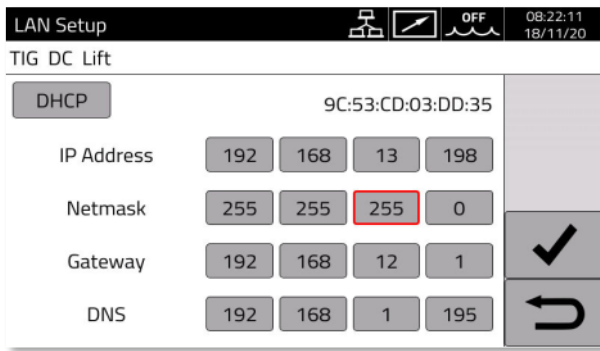 LAN Setup OFF 08:22:11
18/11/20
TIG DC Lift
DHCP 9C:53:CD:03:DD:35
IP Address 192 168 13 198
Netmask 255 255 255 0
Gateway 192 168 12 1
DNS 192 168 1 195